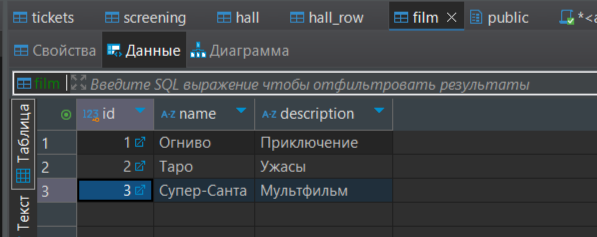 tickets screening hall hall_row film public *<a
Свойства Данные Диаграмма
film Введите SQL выражение чтобы отфильтровать результаты
Таблица
Текст
123 id A-Z name A-Z description
1 1 Огниво Приключение
2 2 Таро Ужасы
3 3 Супер-Санта Мультфильм